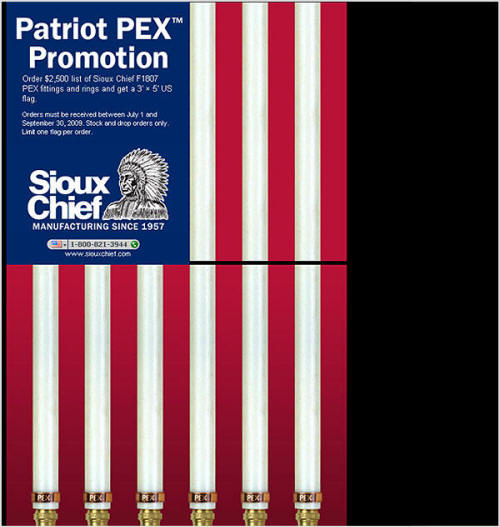 Patriot PEX™
Promotion
Order $2,500 list of Sioux Chief F1807
PEX fittings and rings and get a 3' × 5' US
flag.
Orders must be received between July 1 and
September 30, 2009. Stock and drop orders only.
Limit one flag per order.
Sioux
Chief
MANUFACTURING SINCE 1957
1-800-821-3944
www.siouxchief.com
PEX PEX PEX PEX PEX PEX